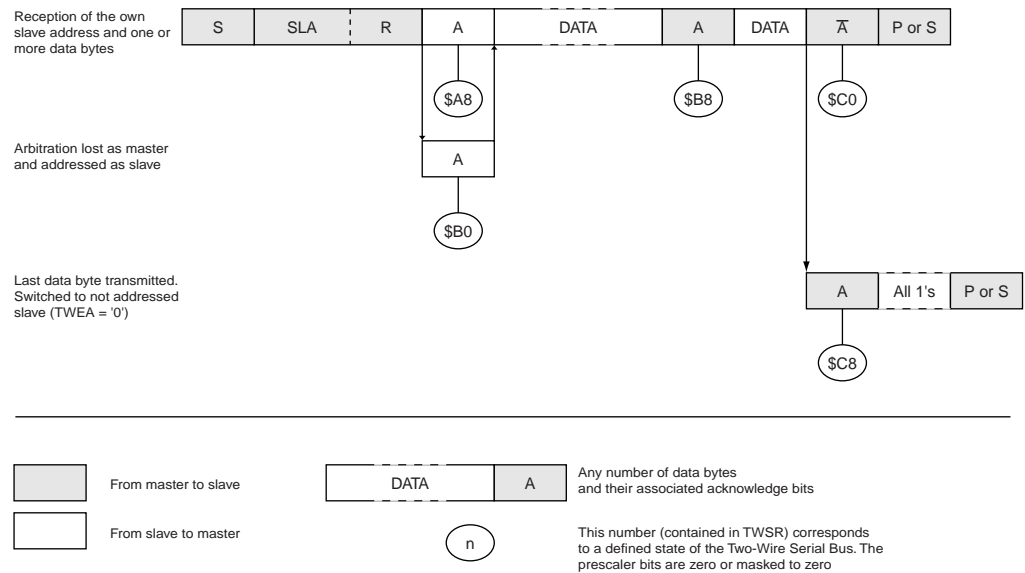 Reception of the own
slave address and one or
more data bytes
S SLA R A DATA A DATA A̅ P or S
$A8 $B8 $C0
Arbitration lost as master
and addressed as slave
A
$B0
Last data byte transmitted.
Switched to not addressed
slave (TWEA = '0')
A All 1's P or S
$C8
From master to slave
DATA A
Any number of data bytes
and their associated acknowledge bits
From slave to master
n
This number (contained in TWSR) corresponds
to a defined state of the Two-Wire Serial Bus. The
prescaler bits are zero or masked to zero